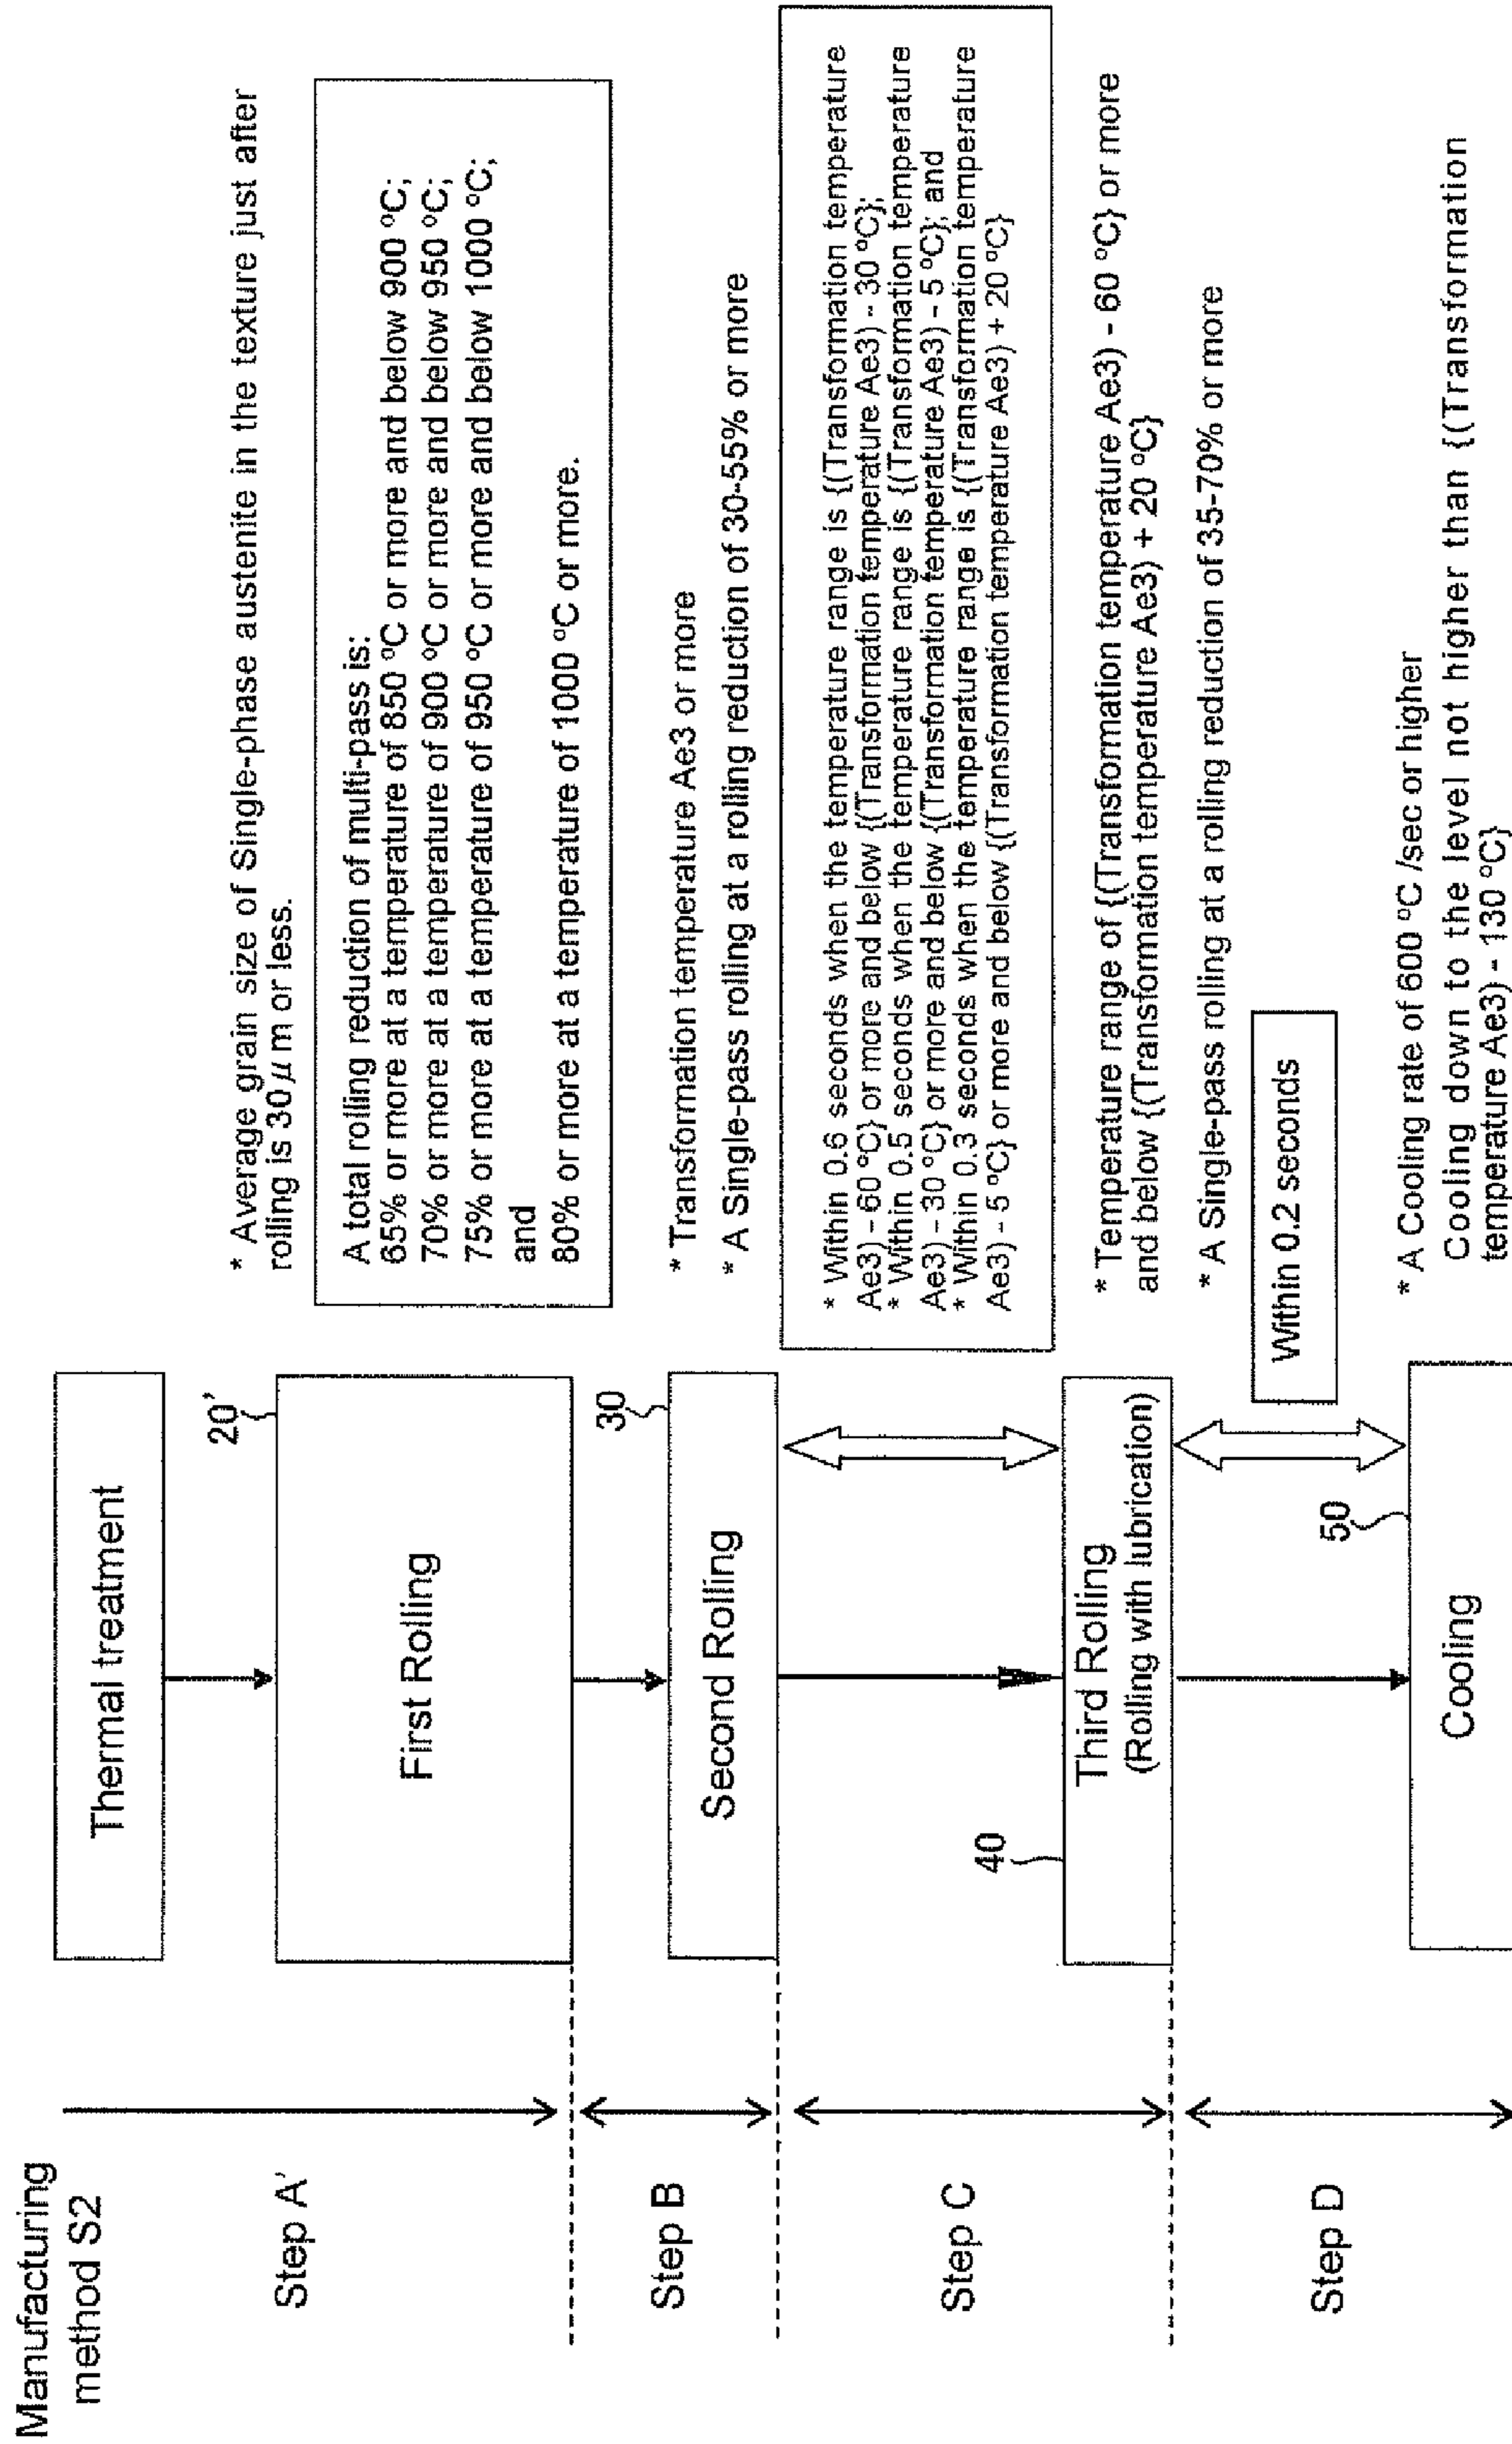 Manufacturing
method S2
Step A'
Step B
Step C
Step D
Thermal treatment
20'
First Rolling
30
Second Rolling
40
Third Rolling
(Rolling with lubrication)
50
Cooling
* Average grain size of Single-phase austenite in the texture just after
rolling is 30μm or less.
A total rolling reduction of multi-pass is:
65% or more at a temperature of 850 °C or more and below 900 °C;
70% or more at a temperature of 900 °C or more and below 950 °C;
75% or more at a temperature of 950 °C or more and below 1000 °C;
and
80% or more at a temperature of 1000 °C or more.
* Transformation temperature Ae3 or more
* A Single-pass rolling at a rolling reduction of 30-55% or more
* Within 0.6 seconds when the temperature range is {(Transformation temperature
Ae3) - 60 °C} or more and below {(Transformation temperature Ae3) - 30 °C};
* Within 0.5 seconds when the temperature range is {(Transformation temperature
Ae3) - 30 °C} or more and below {(Transformation temperature Ae3) - 5 °C}; and
* Within 0.3 seconds when the temperature range is {(Transformation temperature
Ae3) - 5 °C} or more and below {(Transformation temperature Ae3) + 20 °C}
* Temperature range of {(Transformation temperature Ae3) - 60 °C} or more
and below {(Transformation temperature Ae3) + 20 °C}
* A Single-pass rolling at a rolling reduction of 35-70% or more
Within 0.2 seconds
* A Cooling rate of 600 °C /sec or higher
Cooling down to the level not higher than {(Transformation
temperature Ae3) - 130 °C}